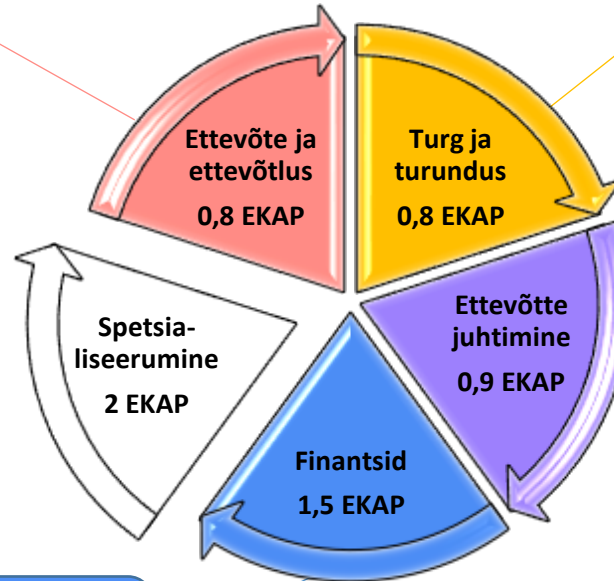 Ettevõte ja
ettevõtlus
0,8 EKAP
Turg ja
turundus
0,8 EKAP
Ettevõtte
juhtimine
0,9 EKAP
Finantsid
1,5 EKAP
Spetsia-
liseerumine
2 EKAP